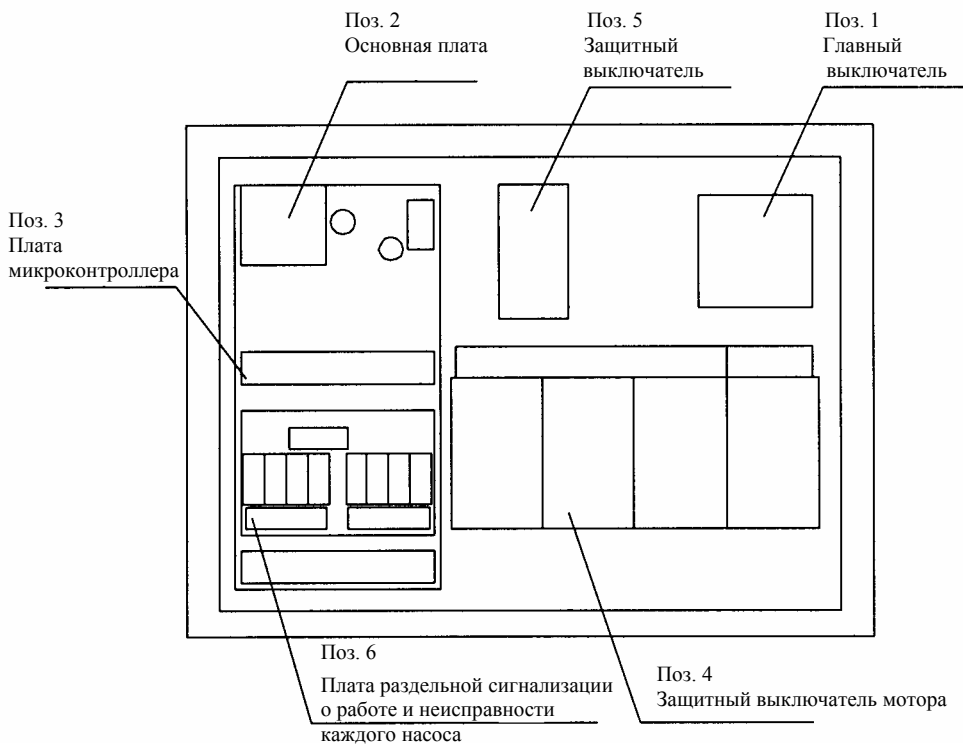 Поз. 2
Основная плата
Поз. 5
Защитный
выключатель
Поз. 1
Главный
выключатель
Поз. 3
Плата
микроконтроллера
Поз. 6
Плата раздельной сигнализации
о работе и неисправности
каждого насоса
Поз. 4
Защитный выключатель мотора